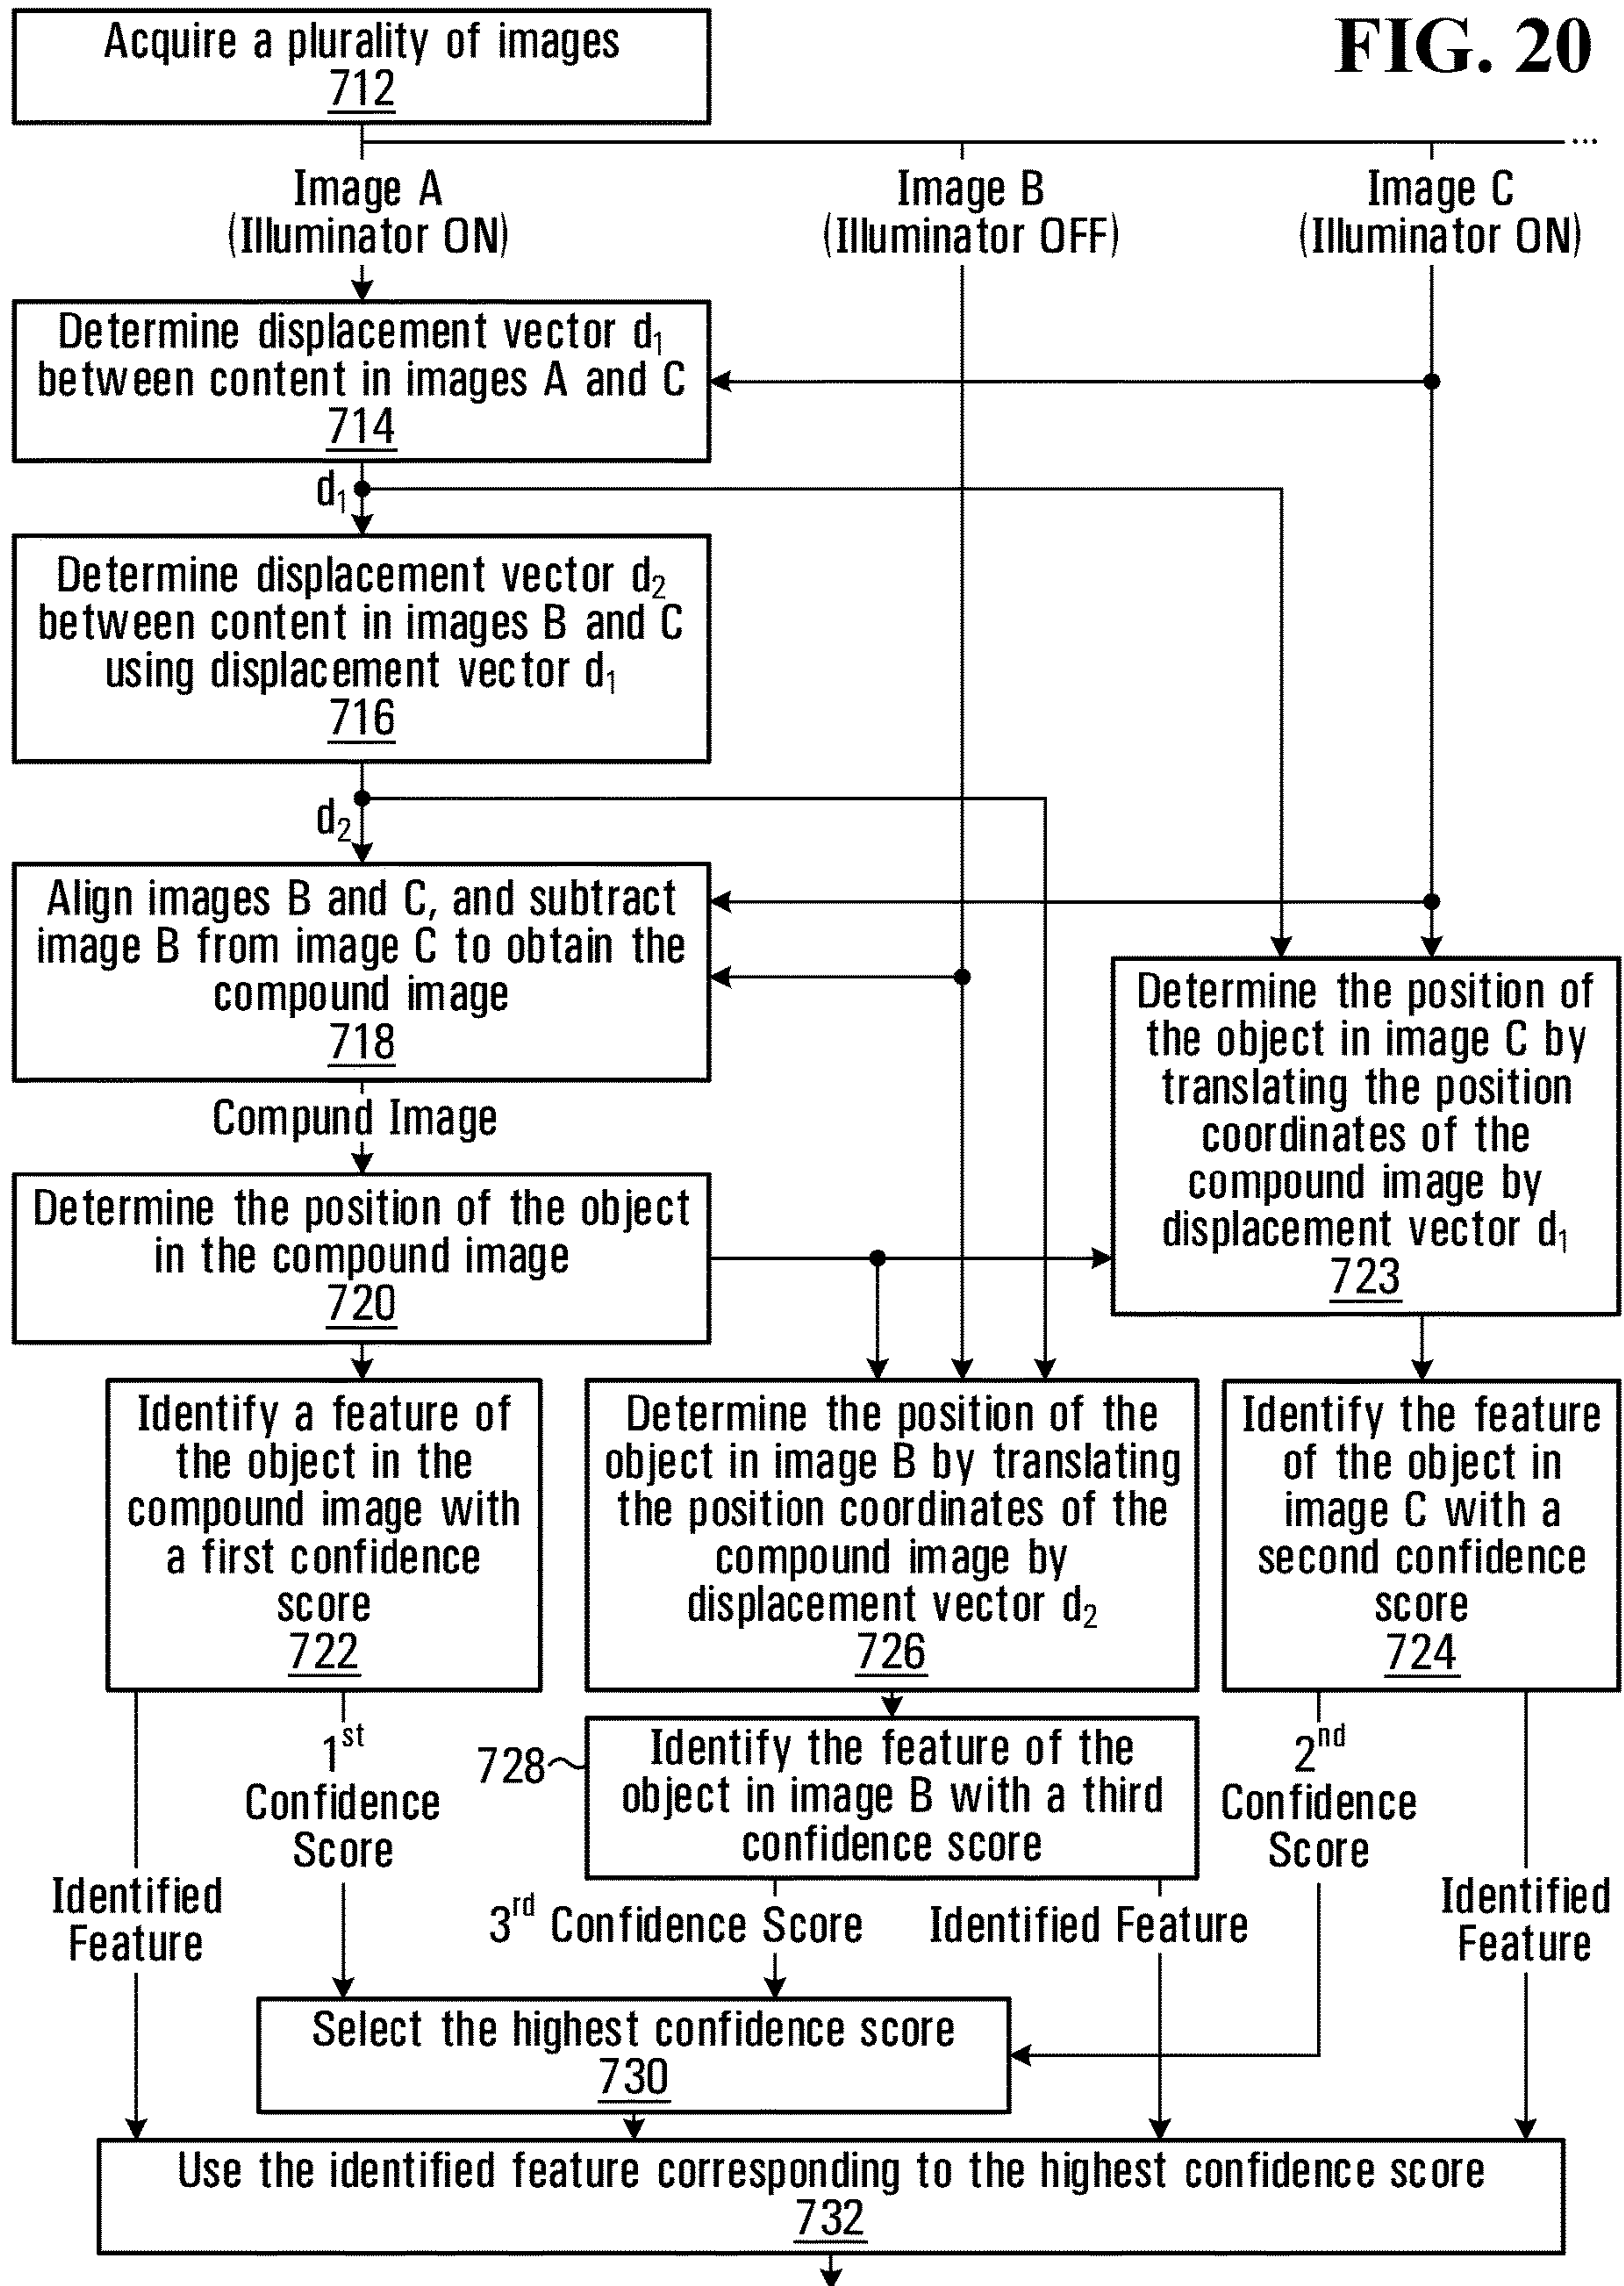 FIG. 20
Acquire a plurality of images
712
...
Image A
(Illuminator ON)
Image B
(Illuminator OFF)
Image C
(Illuminator ON)
Determine displacement vector d₁
between content in images A and C
714
d₁
Determine displacement vector d₂
between content in images B and C
using displacement vector d₁
716
d₂
Align images B and C, and subtract
image B from image C to obtain the
compound image
718
Compund Image
Determine the position of the object
in the compound image
720
Determine the position of
the object in image C by
translating the position
coordinates of the
compound image by
displacement vector d₁
723
Identify a feature of
the object in the
compound image with
a first confidence
score
722
Determine the position of the
object in image B by translating
the position coordinates of the
compound image by
displacement vector d₂
726
Identify the feature
of the object in
image C with a
second confidence
score
724
1st
Confidence
Score
728
Identify the feature of the
object in image B with a third
confidence score
2nd
Confidence
Score
Identified
Feature
3rd Confidence Score
Identified Feature
Identified
Feature
Select the highest confidence score
730
Use the identified feature corresponding to the highest confidence score
732